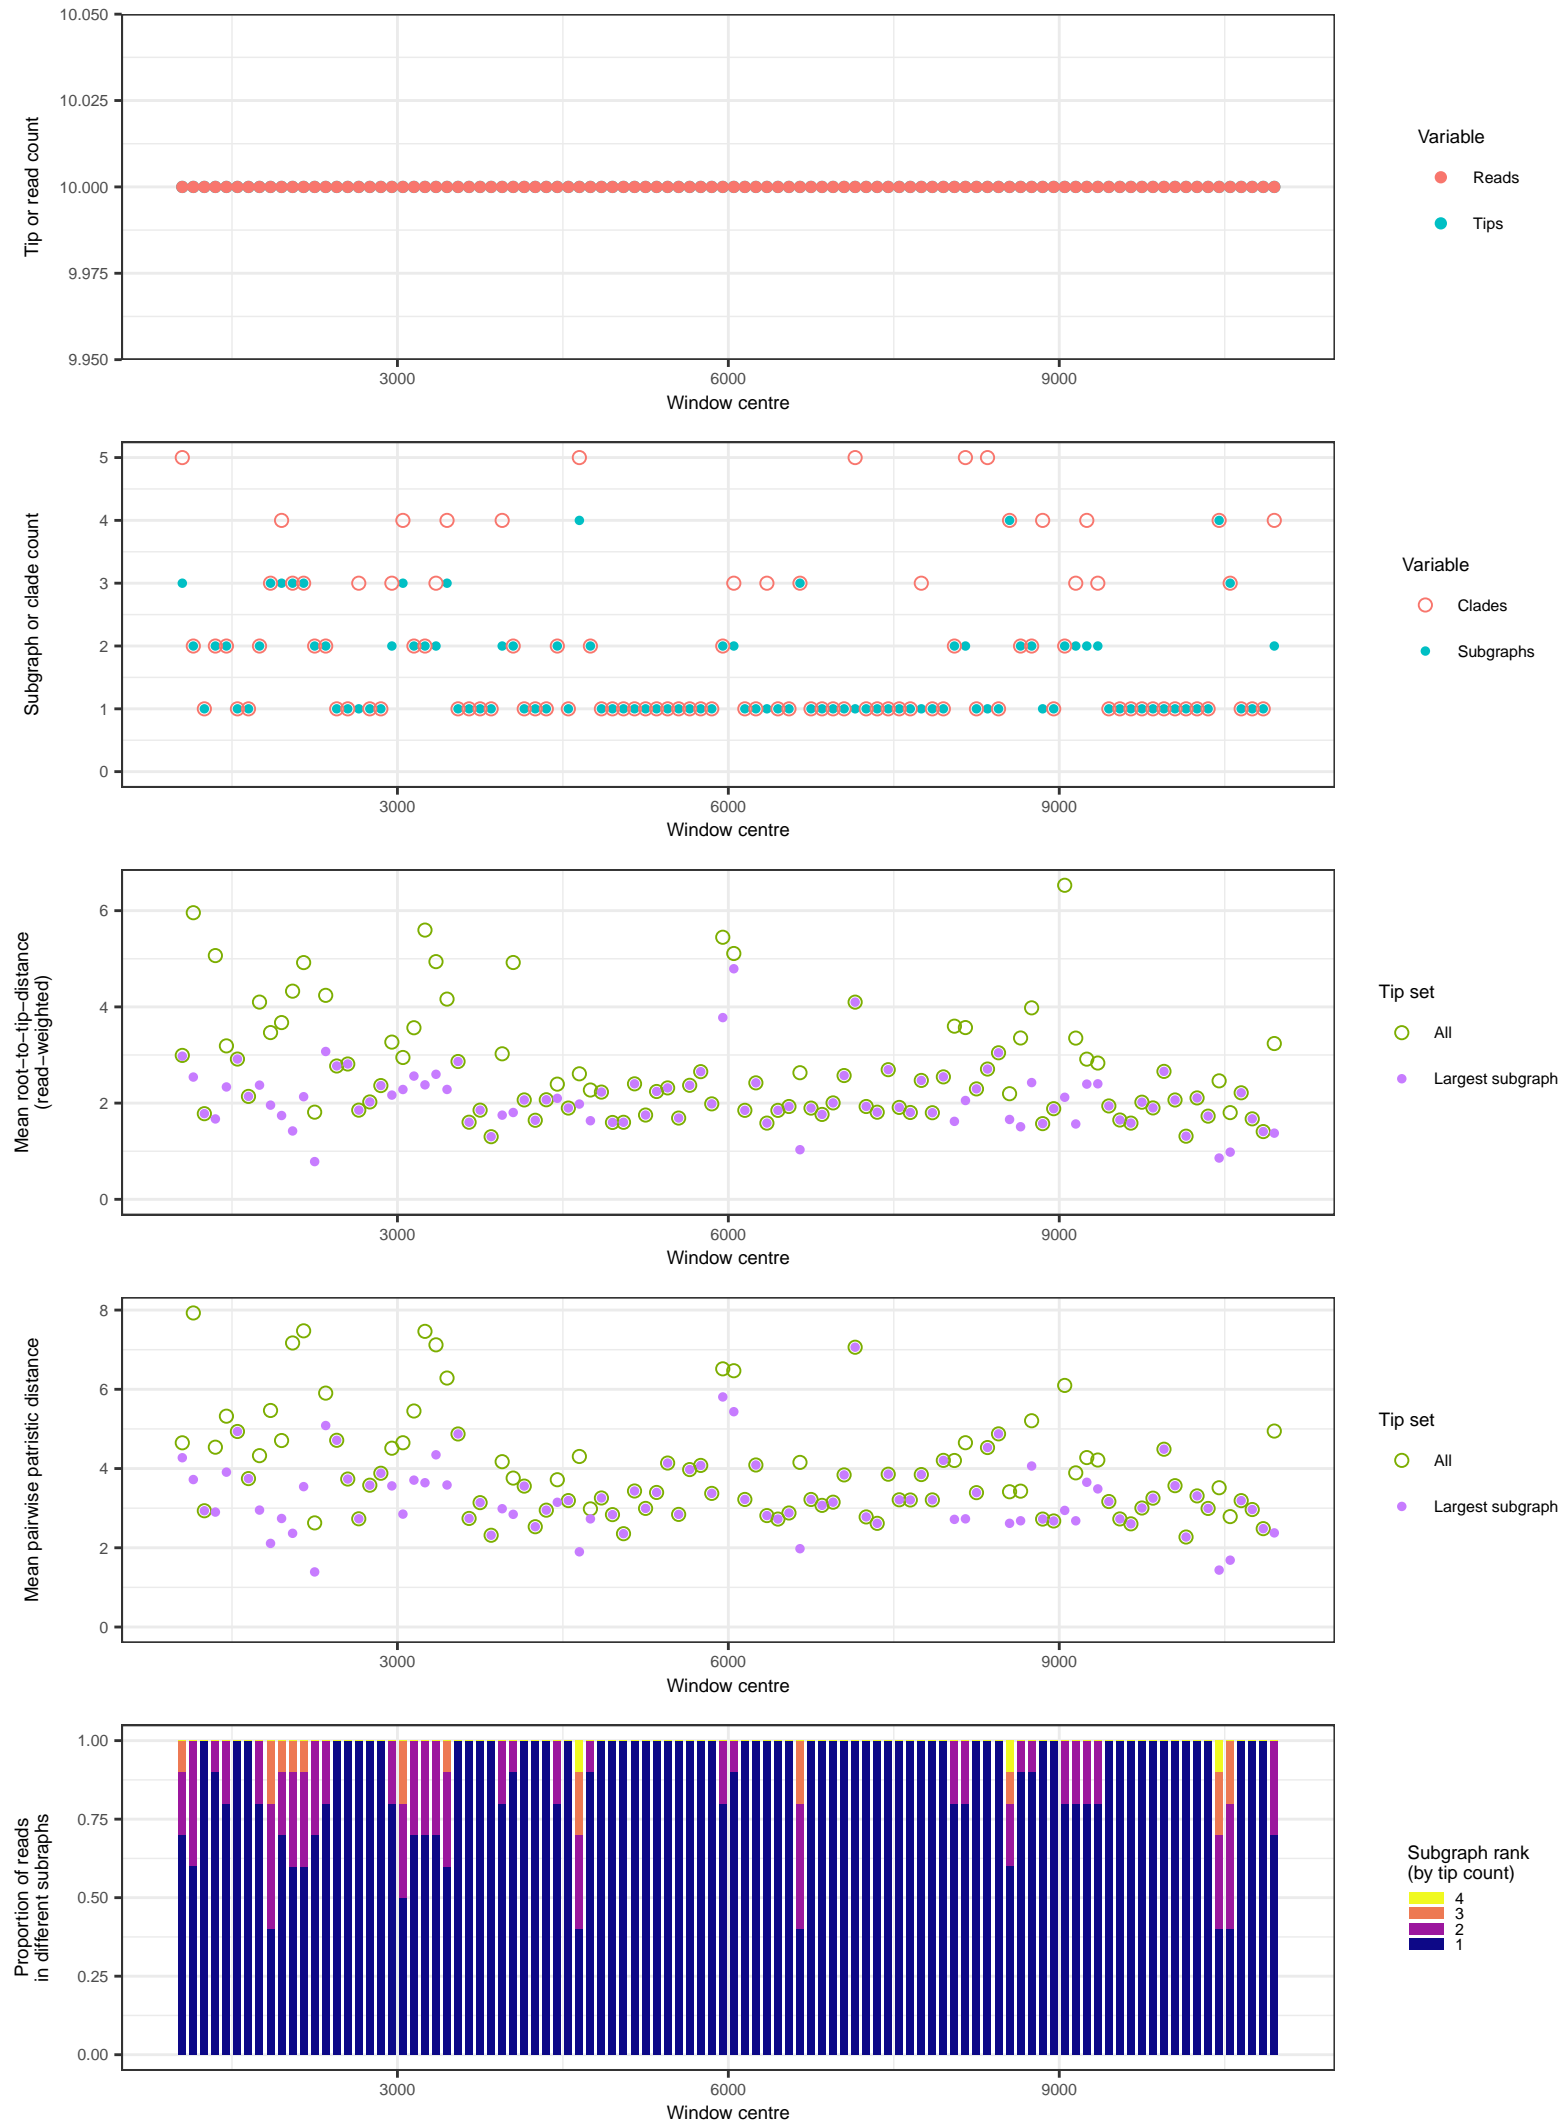 Tip or read count
10.050
10.025
10.000
9.975
9.950
3000 6000 9000
Window centre
Variable
Reads
Tips
Subgraph or clade count
5
4
3
2
1
0
3000 6000 9000
Window centre
Variable
Clades
Subgraphs
Mean root−to−tip−distance
(read−weighted)
6
4
2
0
3000 6000 9000
Window centre
Tip set
All
Largest subgraph
Mean pairwise patristic distance
8
6
4
2
0
3000 6000 9000
Window centre
Tip set
All
Largest subgraph
Proportion of reads
in different subraphs
1.00
0.75
0.50
0.25
0.00
3000 6000 9000
Window centre
Subgraph rank
(by tip count)
4
3
2
1